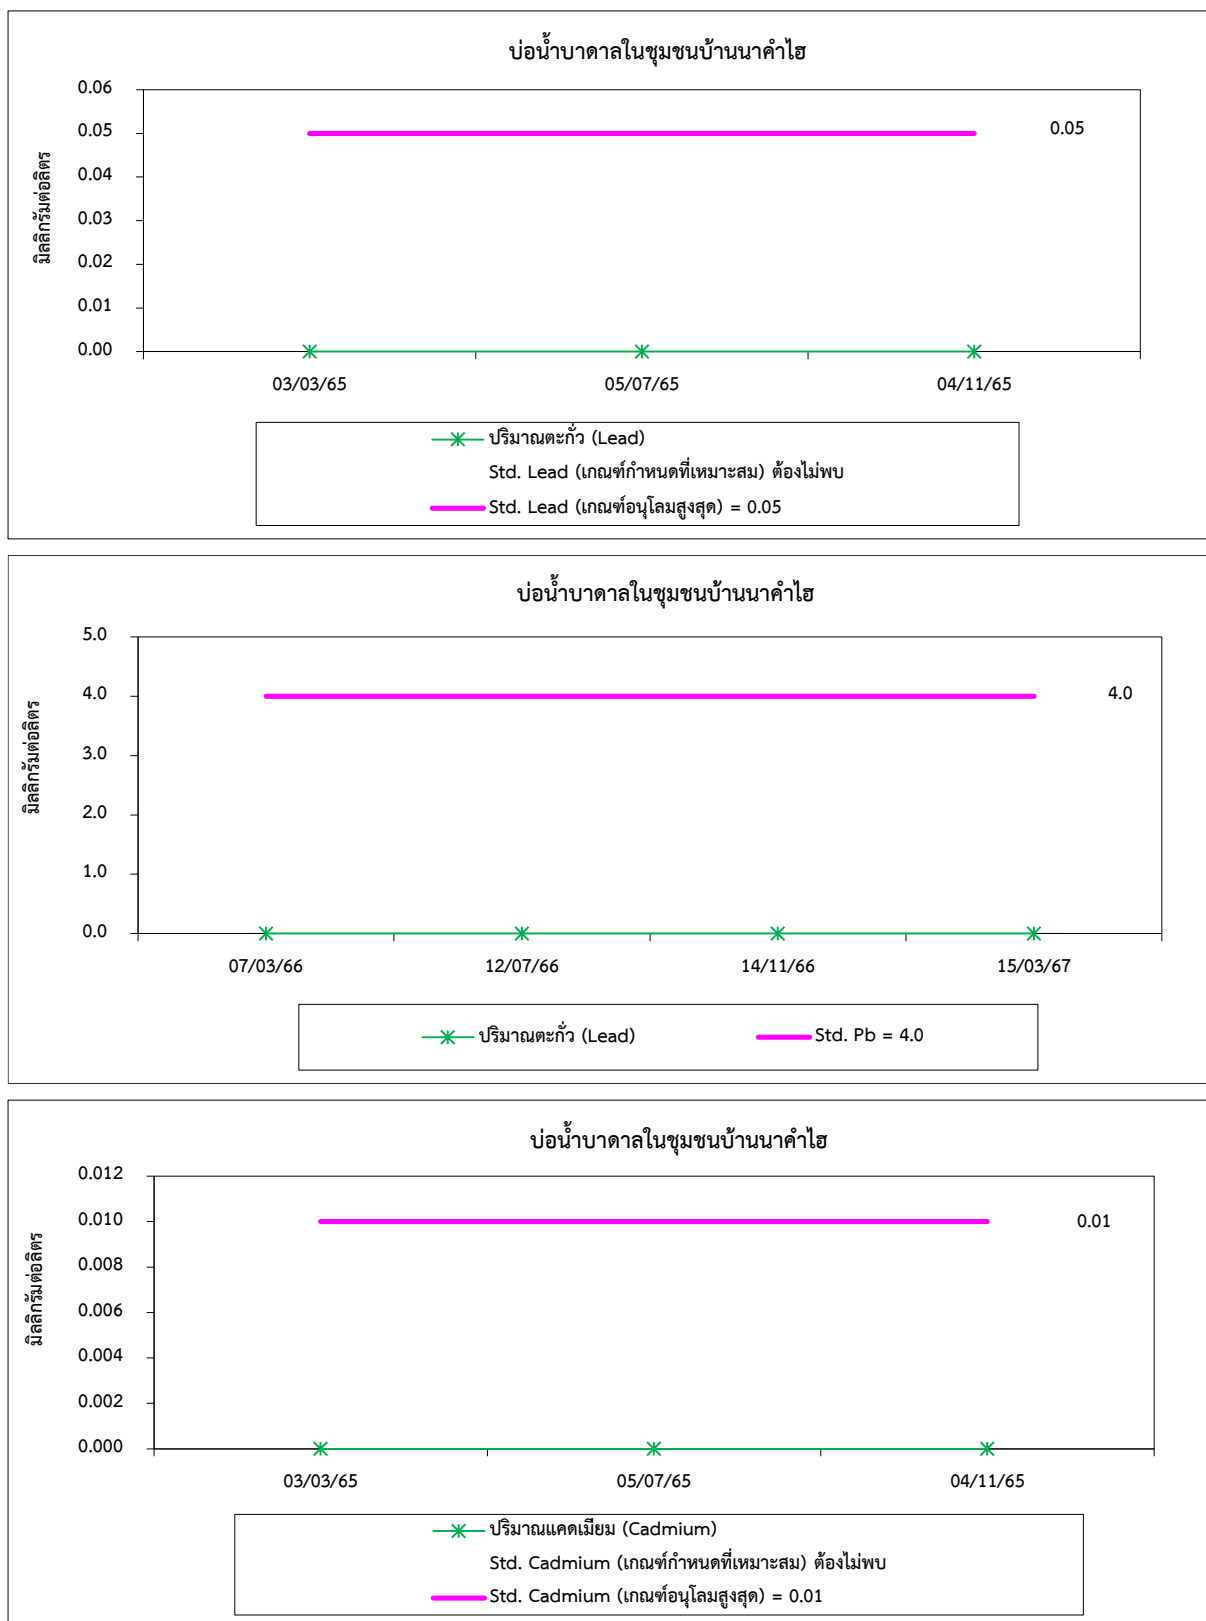 บ่อน้ำบาดาลในชุมชนบ้านนาคำไฮ
มิลลิกรัมต่อลิตร
0.06
0.05
0.04
0.03
0.02
0.01
0.00
0.05
03/03/65 05/07/65 04/11/65
ปริมาณตะกั่ว (Lead)
Std. Lead (เกณฑ์กำหนดที่เหมาะสม) ต้องไม่พบ
Std. Lead (เกณฑ์อนุโลมสูงสุด) = 0.05
บ่อน้ำบาดาลในชุมชนบ้านนาคำไฮ
มิลลิกรัมต่อลิตร
5.0
4.0
3.0
2.0
1.0
0.0
4.0
07/03/66 12/07/66 14/11/66 15/03/67
ปริมาณตะกั่ว (Lead) Std. Pb = 4.0
บ่อน้ำบาดาลในชุมชนบ้านนาคำไฮ
มิลลิกรัมต่อลิตร
0.012
0.010
0.008
0.006
0.004
0.002
0.000
0.01
03/03/65 05/07/65 04/11/65
ปริมาณแคดเมียม (Cadmium)
Std. Cadmium (เกณฑ์กำหนดที่เหมาะสม) ต้องไม่พบ
Std. Cadmium (เกณฑ์อนุโลมสูงสุด) = 0.01